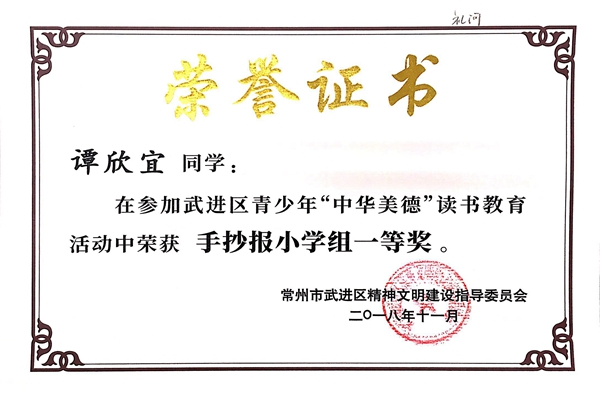 礼河
荣誉证书
谭欣宜 同学：
在参加武进区青少年“中华美德”读书教育
活动中荣获 手抄报小学组一等奖。
常州市武进区精神文明建设指导委员会
二〇一八年十一月